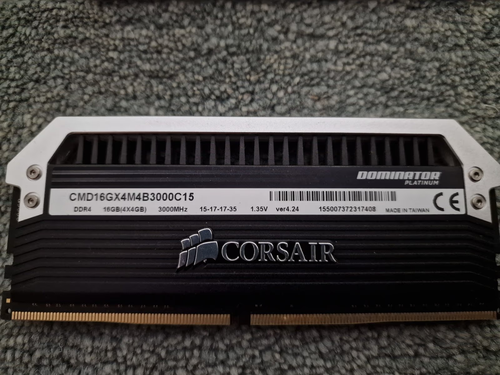 DOMINATOR
PLATINUM
CMD16GX4M4B3000C15
DDR4 16GB(4X4GB) 3000MHz 15-17-17-35 1.35V ver4.24 155007372317408 MADE IN TAIWAN CE
CORSAIR